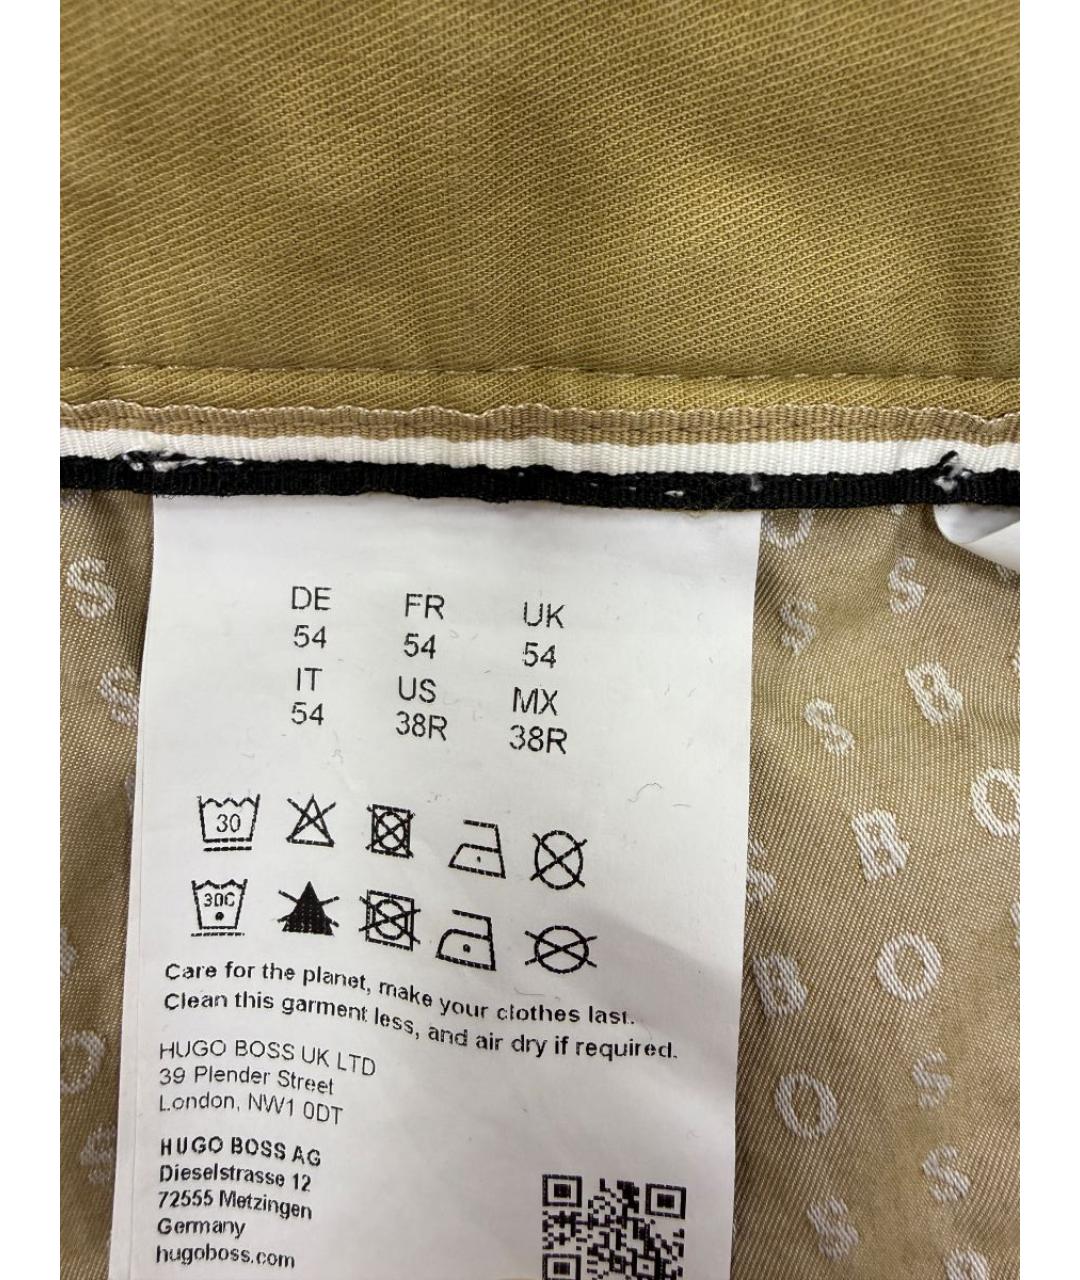 DE FR UK
54 54 54
IT US MX
54 38R 38R
30
30C
Care for the planet, make your clothes last.
Clean this garment less, and air dry if required.
HUGO BOSS UK LTD
39 Plender Street
London, NW1 0DT
HUGO BOSS AG
Dieselstrasse 12
72555 Metzingen
Germany
hugoboss.com
S
S
S
S
B
S
O
B
S
O
B
O
S
O
S
S
S
B